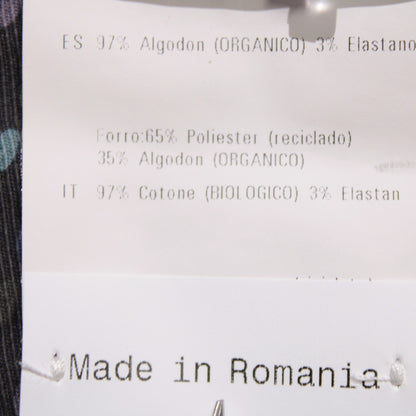 ES 97% Algodon (ORGANICO) 3% Elastano
Forro:65% Poliester (reciclado)
35% Algodon (ORGANICO)
IT 97% Cotone (BIOLOGICO) 3% Elastan
Made in Romania